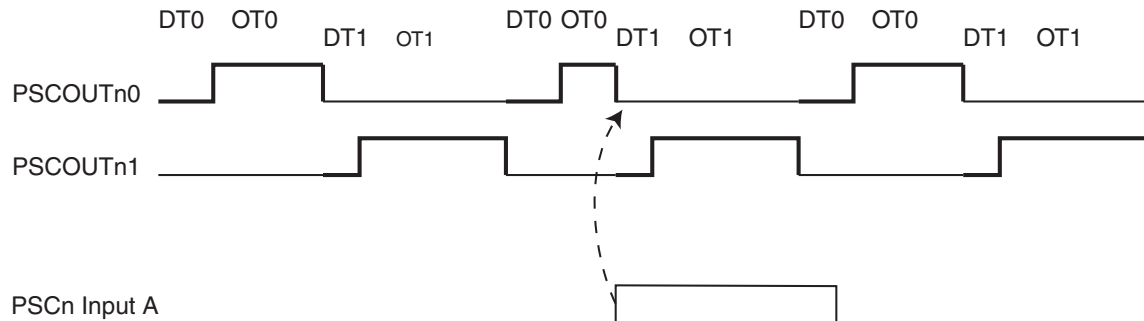 DT0 OT0 DT0 OT0 DT0 OT0
DT1 OT1 DT1 OT1 DT1 OT1
PSCOUTn0
PSCOUTn1
PSCn Input A